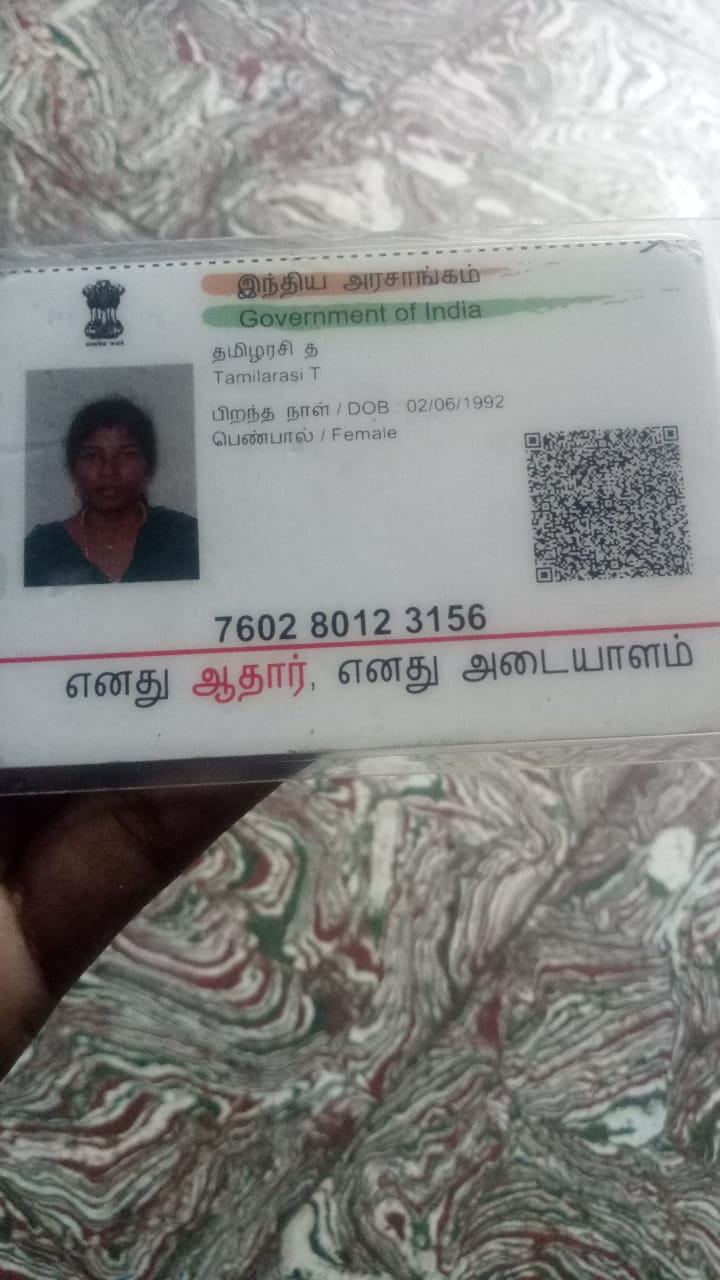 இந்திய அரசாங்கம்
Government of India
தமிழரசி த
Tamilarasi T
பிறந்த நாள் / DOB : 02/06/1992
பெண்பால் / Female
7602 8012 3156
எனது ஆதார், எனது அடையாளம்